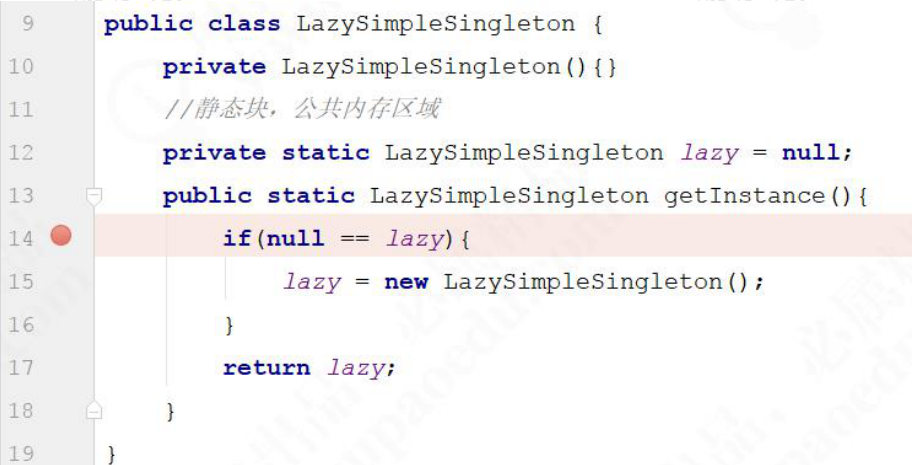 9 public class LazySimpleSingleton {
10 private LazySimpleSingleton(){}
11 //静态块，公共内存区域
12 private static LazySimpleSingleton lazy = null;
13 public static LazySimpleSingleton getInstance(){
14 if(null == lazy){
15 lazy = new LazySimpleSingleton();
16 }
17 return lazy;
18 }
19 }